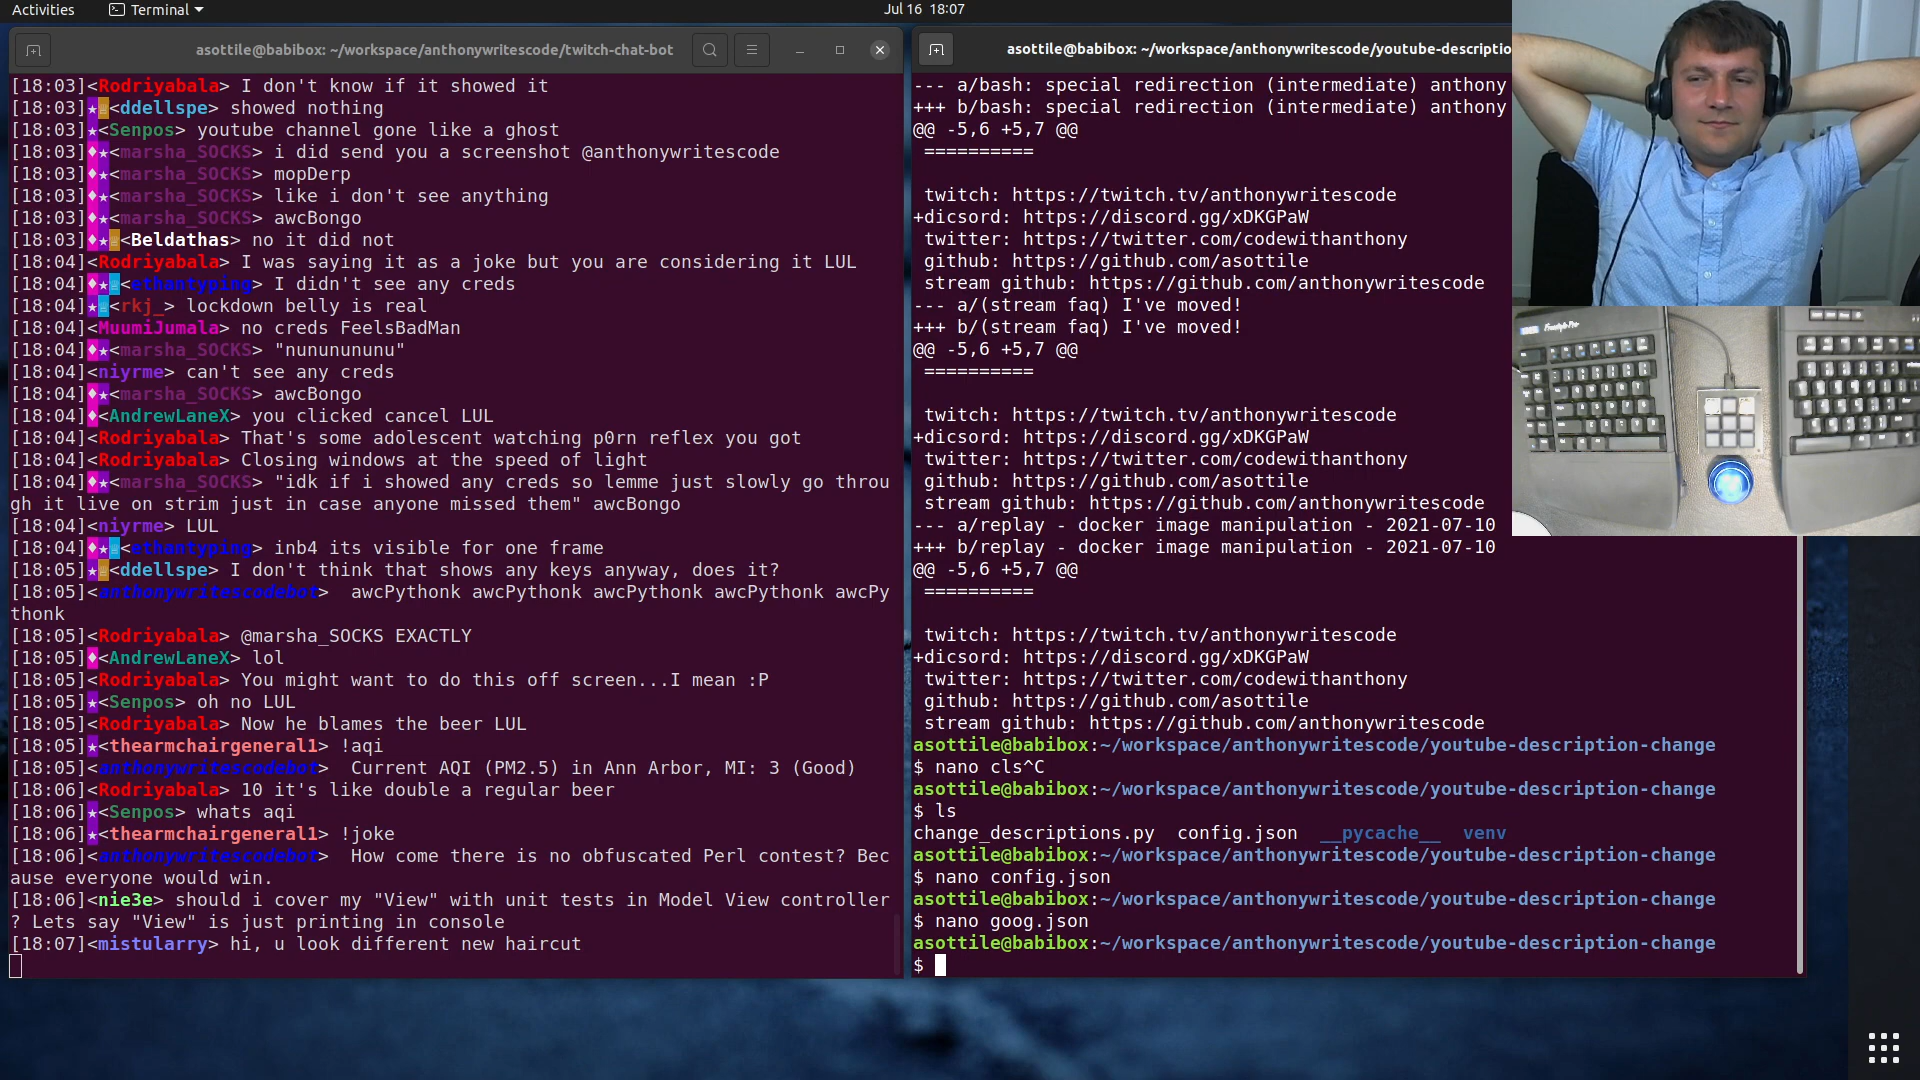 Activities
Terminal
Jul 16 18:07
asottile@babibox: ~/workspace/anthonywritescode/twitch-chat-bot
[18:03]★<Rodriyabala> I don't know if it showed it
[18:03]★<ddellspe> showed nothing
[18:03]★<Senpos> youtube channel gone like a ghost
[18:03]♦★<marsha_SOCKS> i did send you a screenshot @anthonywritescode
[18:03]♦★<marsha_SOCKS> mopDerp
[18:03]♦★<marsha_SOCKS> like i don't see anything
[18:03]♦★<marsha_SOCKS> awcBongo
[18:03]♦★<Beldathas> no it did not
[18:04]<Rodriyabala> I was saying it as a joke but you are considering it LUL
[18:04]♦★<ethantyping> I didn't see any creds
[18:04]★<rkj_> lockdown belly is real
[18:04]<MuumiJumala> no creds FeelsBadMan
[18:04]♦★<marsha_SOCKS> "nunununununu"
[18:04]<niyrme> can't see any creds
[18:04]♦★<marsha_SOCKS> awcBongo
[18:04]♦<AndrewLaneX> you clicked cancel LUL
[18:04]<Rodriyabala> That's some adolescent watching p0rn reflex you got
[18:04]<Rodriyabala> Closing windows at the speed of light
[18:04]♦★<marsha_SOCKS> "idk if i showed any creds so lemme just slowly go throu
gh it live on strim just in case anyone missed them" awcBongo
[18:04]<niyrme> LUL
[18:04]♦★<ethantyping> inb4 its visible for one frame
[18:05]★<ddellspe> I don't think that shows any keys anyway, does it?
[18:05]<anthonywritescodebot>  awcPythonk awcPythonk awcPythonk awcPythonk awcPy
thonk
[18:05]<Rodriyabala> @marsha_SOCKS EXACTLY
[18:05]♦<AndrewLaneX> lol
[18:05]<Rodriyabala> You might want to do this off screen...I mean :P
[18:05]★<Senpos> oh no LUL
[18:05]<Rodriyabala> Now he blames the beer LUL
[18:05]★<thearmchairgeneral1> !aqi
[18:05]<anthonywritescodebot>  Current AQI (PM2.5) in Ann Arbor, MI: 3 (Good)
[18:06]<Rodriyabala> 10 it's like double a regular beer
[18:06]★<Senpos> whats aqi
[18:06]★<thearmchairgeneral1> !joke
[18:06]<anthonywritescodebot>  How come there is no obfuscated Perl contest? Bec
ause everyone would win.
[18:06]<nie3e> should i cover my "View" with unit tests in Model View controller
? Lets say "View" is just printing in console
[18:07]<mistularry> hi, u look different new haircut
asottile@babibox: ~/workspace/anthonywritescode/youtube-descriptio
--- a/bash: special redirection (intermediate) anthony
+++ b/bash: special redirection (intermediate) anthony
@@ -5,6 +5,7 @@
 ==========
 twitch: https://twitch.tv/anthonywritescode
+dicsord: https://discord.gg/xDKGPaW
 twitter: https://twitter.com/codewithanthony
 github: https://github.com/asottile
 stream github: https://github.com/anthonywritescode
--- a/(stream faq) I've moved!
+++ b/(stream faq) I've moved!
@@ -5,6 +5,7 @@
 ==========
 twitch: https://twitch.tv/anthonywritescode
+dicsord: https://discord.gg/xDKGPaW
 twitter: https://twitter.com/codewithanthony
 github: https://github.com/asottile
 stream github: https://github.com/anthonywritescode
--- a/replay - docker image manipulation - 2021-07-10
+++ b/replay - docker image manipulation - 2021-07-10
@@ -5,6 +5,7 @@
 ==========
 twitch: https://twitch.tv/anthonywritescode
+dicsord: https://discord.gg/xDKGPaW
 twitter: https://twitter.com/codewithanthony
 github: https://github.com/asottile
 stream github: https://github.com/anthonywritescode
asottile@babibox:~/workspace/anthonywritescode/youtube-description-change
$ nano cls^C
asottile@babibox:~/workspace/anthonywritescode/youtube-description-change
$ ls
change_descriptions.py  config.json  __pycache__  venv
asottile@babibox:~/workspace/anthonywritescode/youtube-description-change
$ nano config.json
asottile@babibox:~/workspace/anthonywritescode/youtube-description-change
$ nano goog.json
asottile@babibox:~/workspace/anthonywritescode/youtube-description-change
$
Freestyle Pro